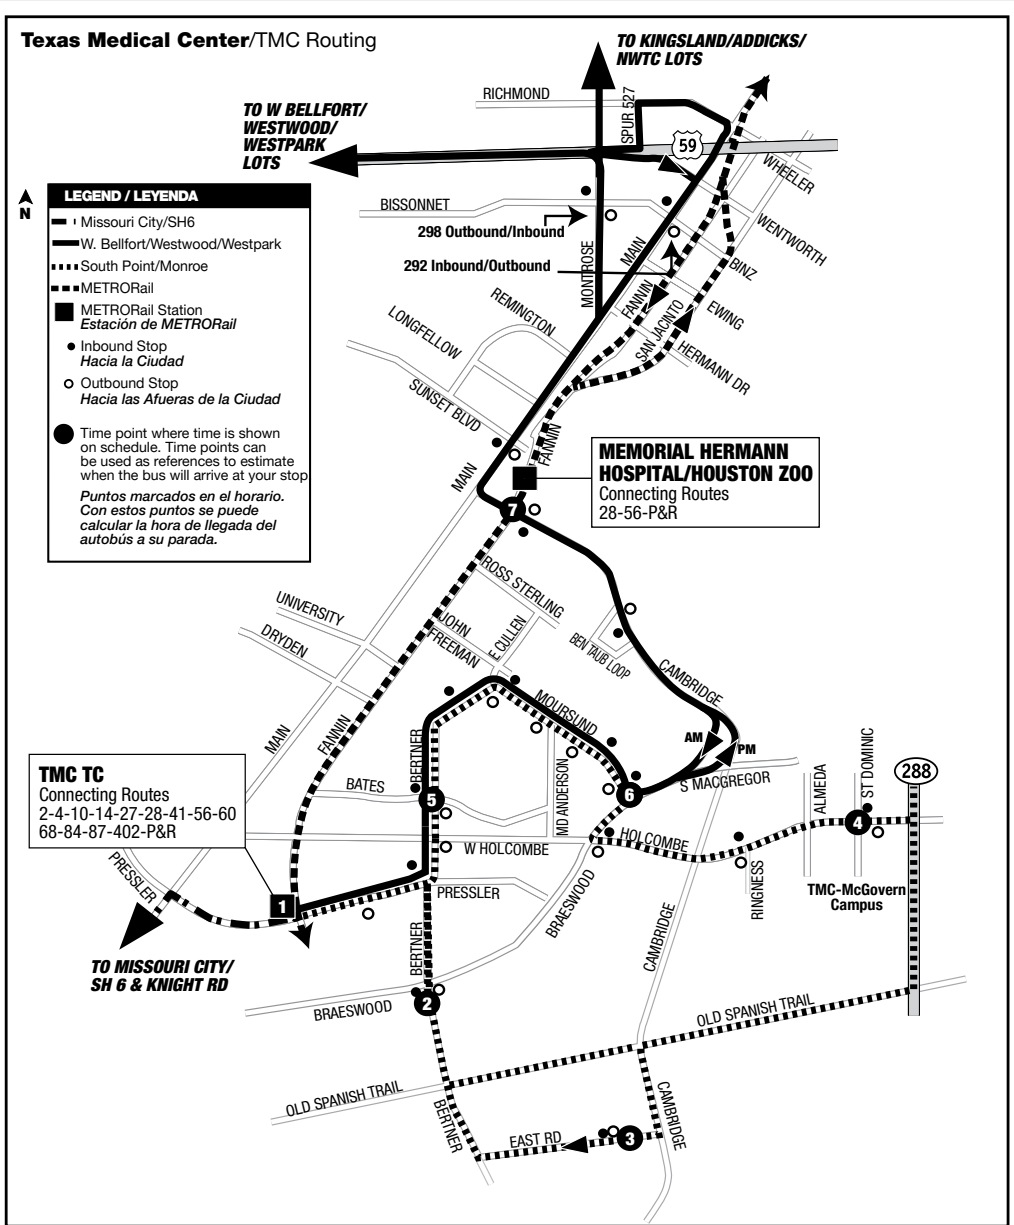 Texas Medical Center/TMC Routing
TO KINGSLAND/ADDICKS/
NWTC LOTS
RICHMOND
SPUR 527
TO W BELLFORT/
WESTWOOD/
WESTPARK
LOTS
59
WHEELER
N
LEGEND / LEYENDA
Missouri City/SH6
W. Bellfort/Westwood/Westpark
South Point/Monroe
METRORail
METRORail Station
Estación de METRORail
Inbound Stop
Hacia la Ciudad
Outbound Stop
Hacia las Afueras de la Ciudad
Time point where time is shown
on schedule. Time points can
be used as references to estimate
when the bus will arrive at your stop
Puntos marcados en el horario.
Con estos puntos se puede
calcular la hora de llegada del
autobús a su parada.
BISSONNET
298 Outbound/Inbound
292 Inbound/Outbound
MONTROSE
MAIN
WENTWORTH
BINZ
FANNIN
SAN JACINTO
EWING
HERMANN DR
REMINGTON
LONGFELLOW
SUNSET BLVD
FANNIN
MAIN
MEMORIAL HERMANN
HOSPITAL/HOUSTON ZOO
Connecting Routes
28-56-P&R
7
ROSS STERLING
UNIVERSITY
DRYDEN
JOHN
FREEMAN
E CULLEN
BEN TAUB LOOP
CAMBRIDGE
MAIN
FANNIN
MOURSUND
BERTNER
AM
PM
ST DOMINIC
288
TMC TC
Connecting Routes
2-4-10-14-27-28-41-56-60
68-84-87-402-P&R
BATES
5
MD ANDERSON
6
S MACGREGOR
ALMEDA
4
W HOLCOMBE
HOLCOMBE
PRESSLER
PRESSLER
1
BRAESWOOD
RINGNESS
TMC-McGovern
Campus
CAMBRIDGE
BERTNER
TO MISSOURI CITY/
SH 6 & KNIGHT RD
BRAESWOOD
2
OLD SPANISH TRAIL
OLD SPANISH TRAIL
BERTNER
CAMBRIDGE
EAST RD
3